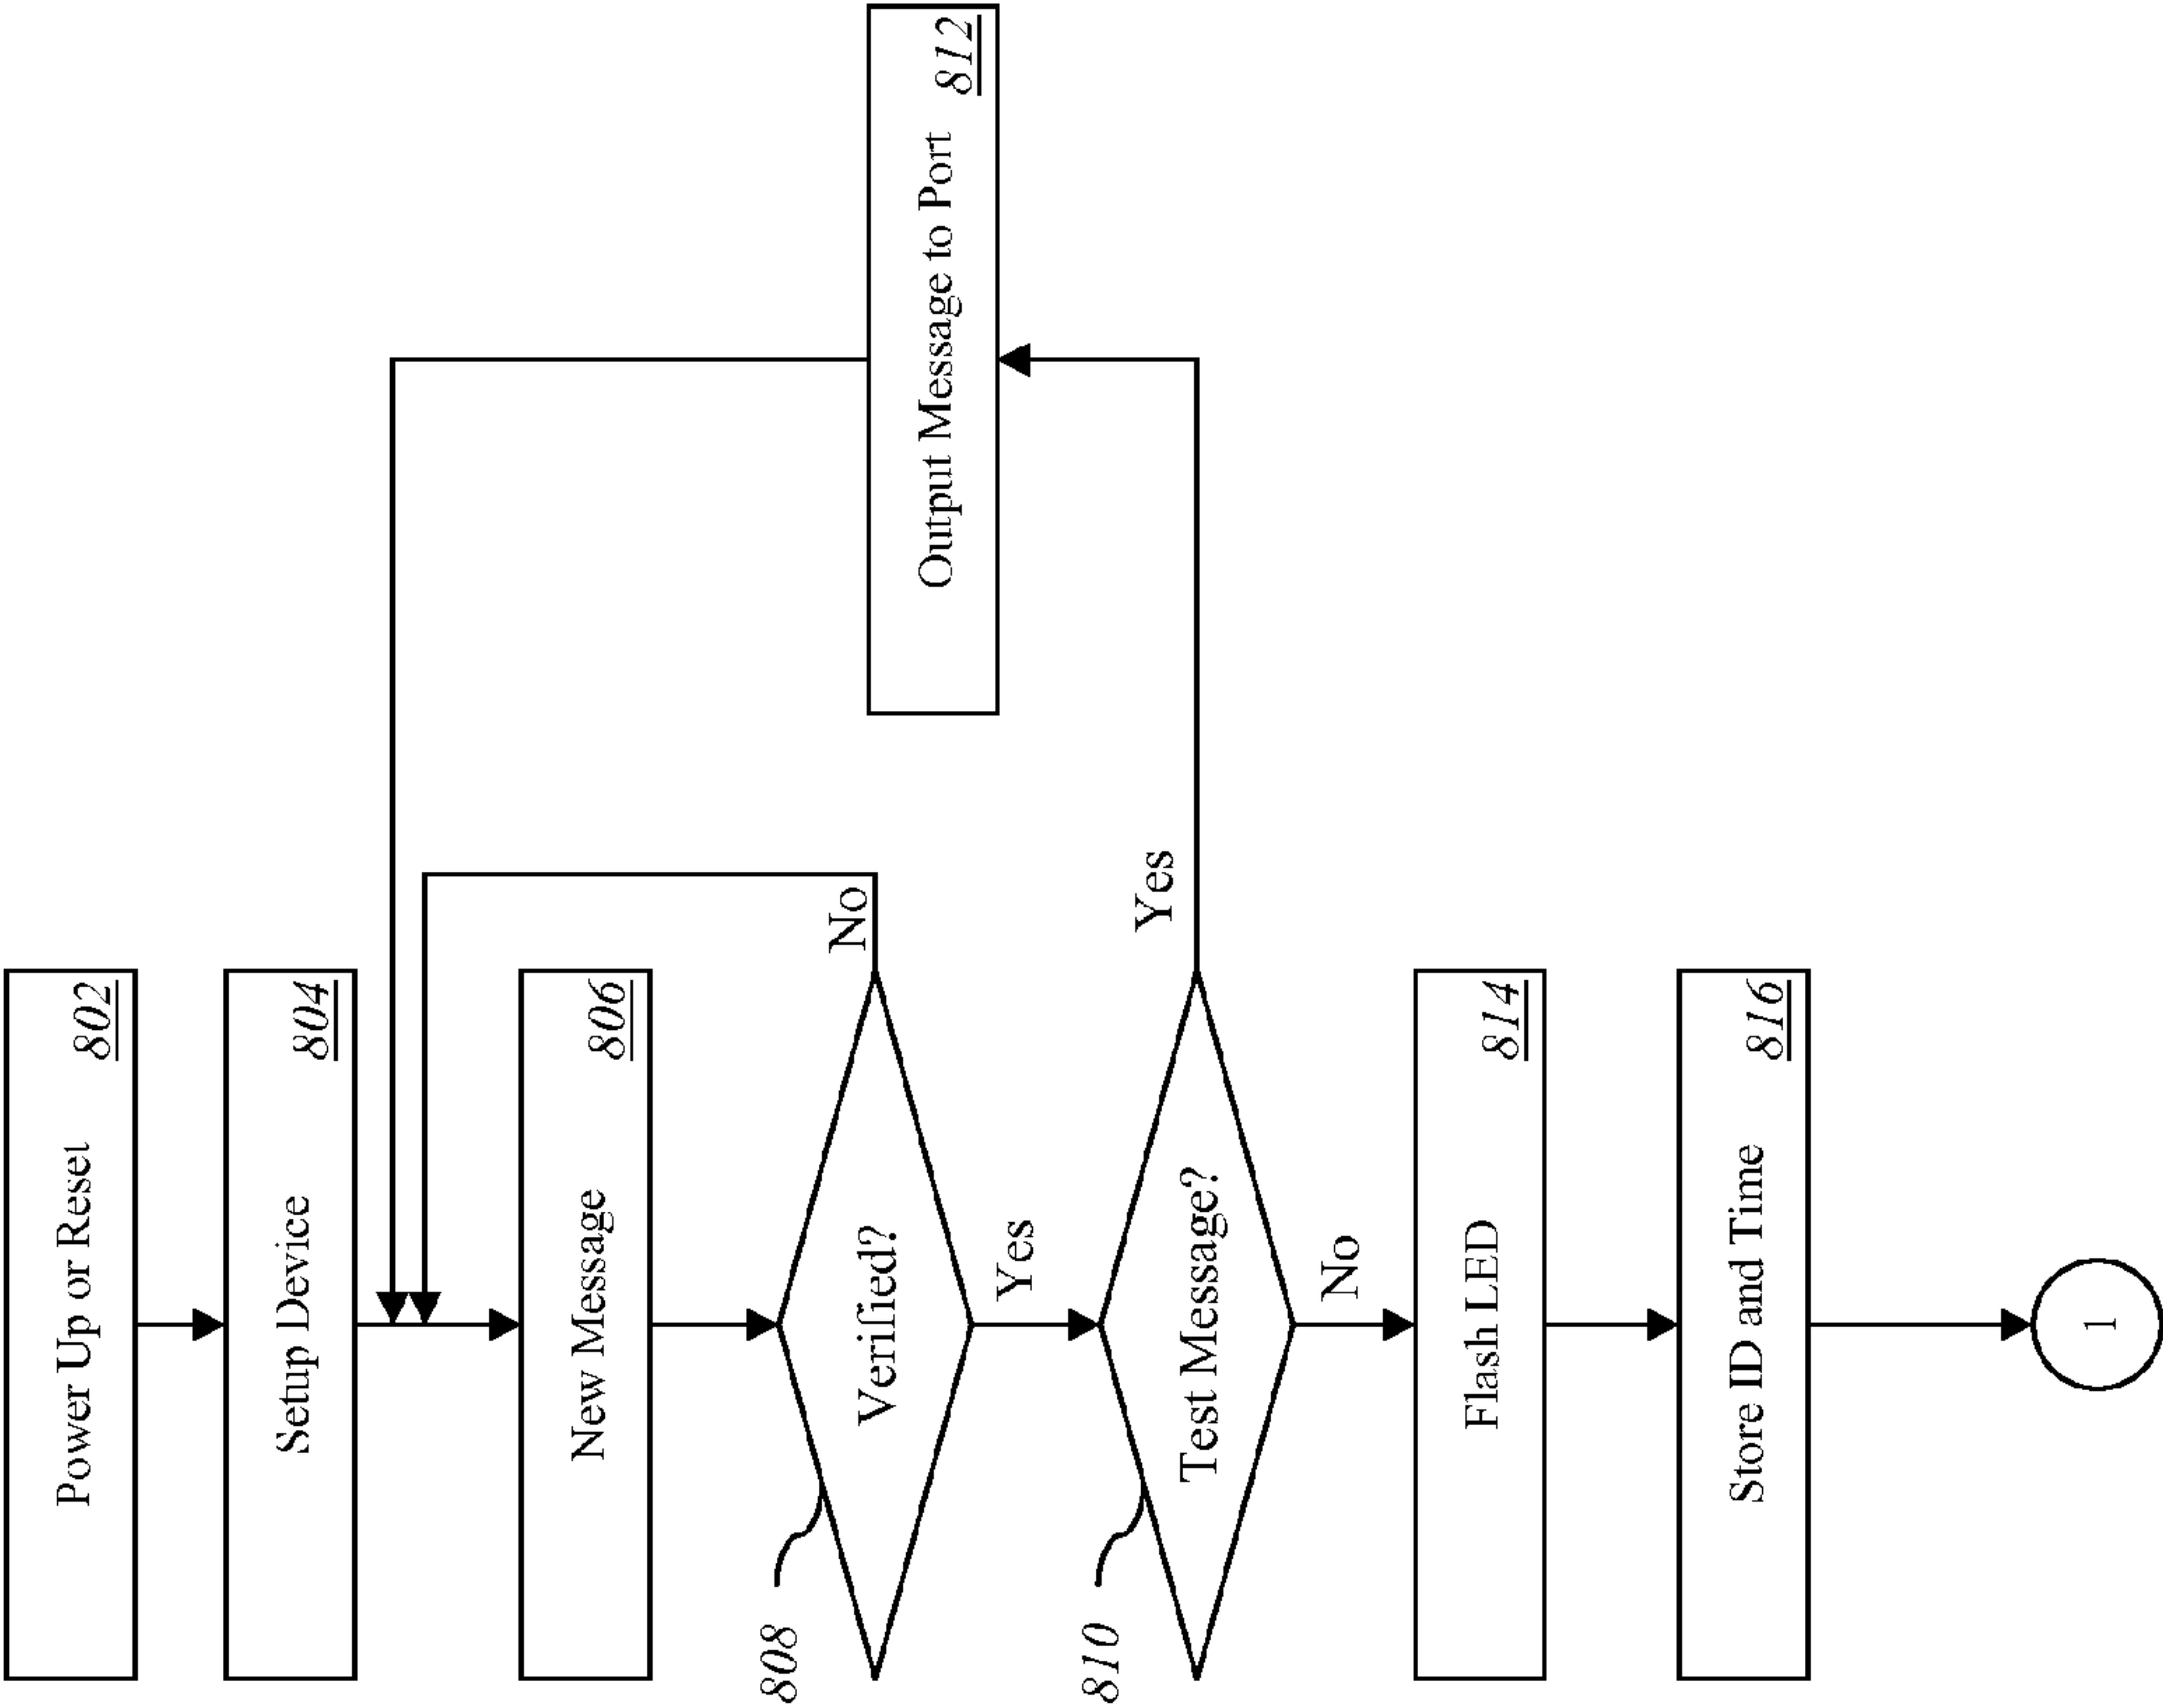 Power Up or Reset 802
Setup Device 804
New Message 806
808
Verified?
No
Yes
810
Test Message?
Yes
No
Output Message to Port 812
Flash LED 814
Store ID and Time 816
1